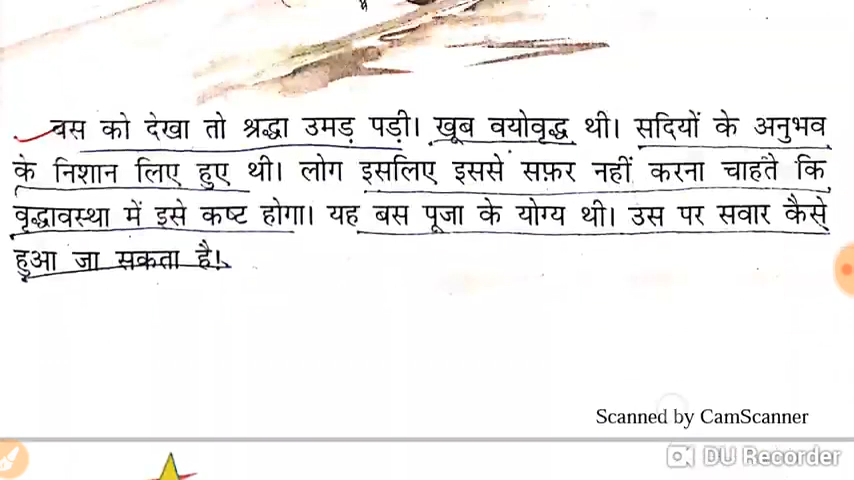 बस को देखा तो श्रद्धा उमड़ पड़ी। खूब वयोवृद्ध थी। सदियों के अनुभव
के निशान लिए हुए थी। लोग इसलिए इससे सफ़र नहीं करना चाहते कि
वृद्धावस्था में इसे कष्ट होगा। यह बस पूजा के योग्य थी। उस पर सवार कैसे
हुआ जा सकता है!
Scanned by CamScanner
DU Recorder